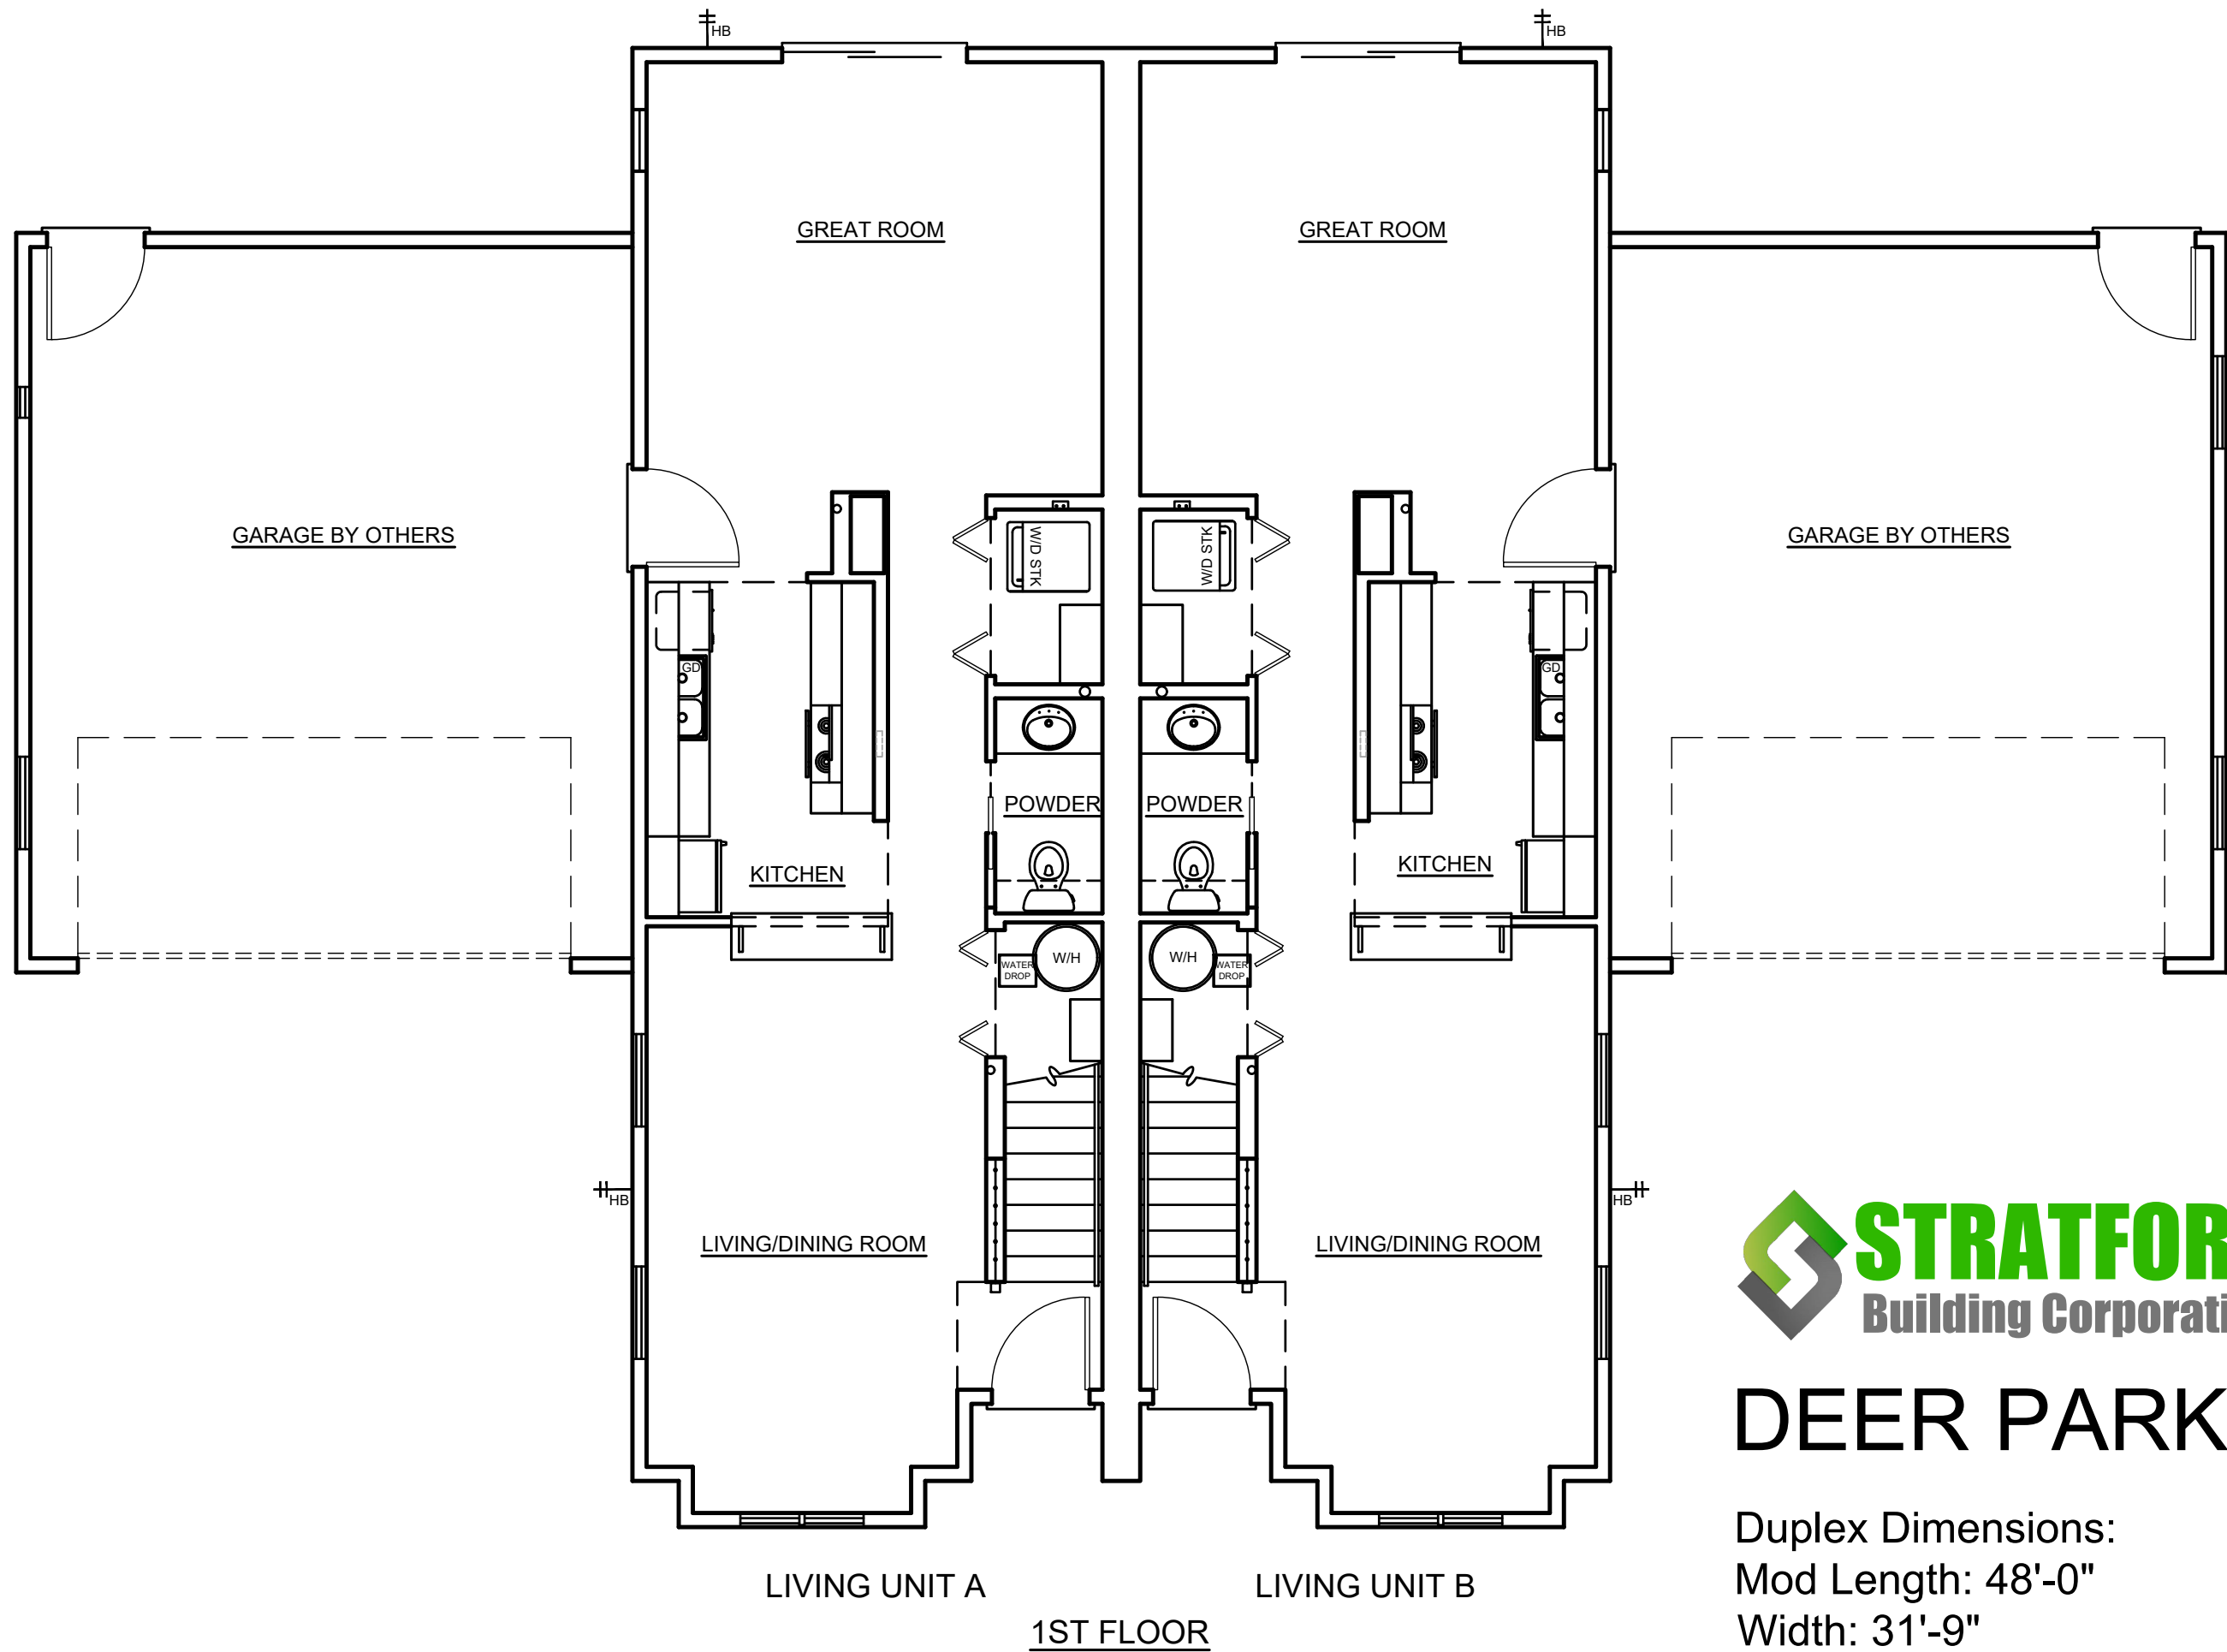 HB
HB
GREAT ROOM
GREAT ROOM
GARAGE BY OTHERS
W/D STK
W/D STK
GARAGE BY OTHERS
GD
GD
POWDER
POWDER
KITCHEN
KITCHEN
WATER DROP
W/H
W/H
WATER DROP
HB
HB
LIVING/DINING ROOM
LIVING/DINING ROOM
STRATFOR
Building Corporati
DEER PARK
Duplex Dimensions:
Mod Length: 48'-0"
Width: 31'-9"
LIVING UNIT A
LIVING UNIT B
1ST FLOOR